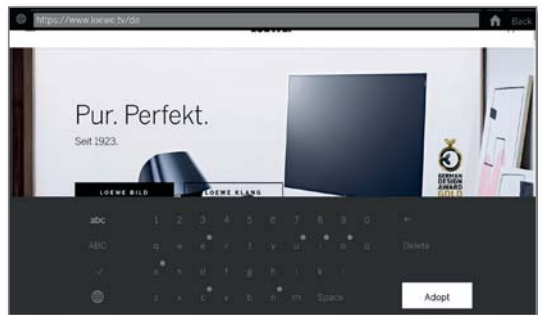 https://www.loewe.tv/de
Back
Pur. Perfekt.
Seit 1923.
LOEWE BILD
LOEWE KLANG
GERMAN
DESIGN
AWARD
GOLD
abc 1 2 3 4 5 6 7 8 9 0 ←
ABC q w e r t y u i o p Delete
./ a s d f g h j k l
z x c v b n m Space Adopt